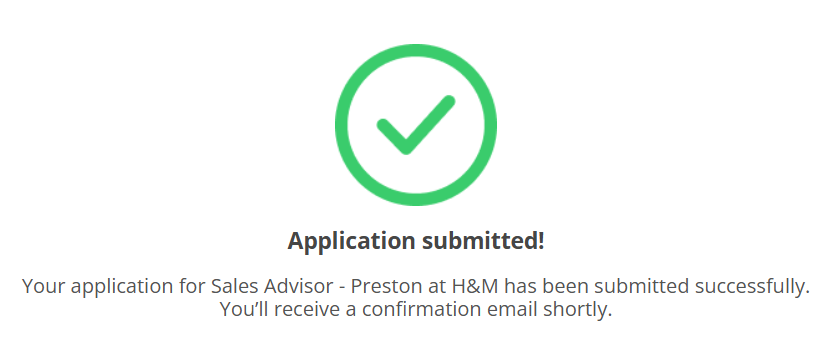 Application submitted!
Your application for Sales Advisor - Preston at H&M has been submitted successfully.
You’ll receive a confirmation email shortly.